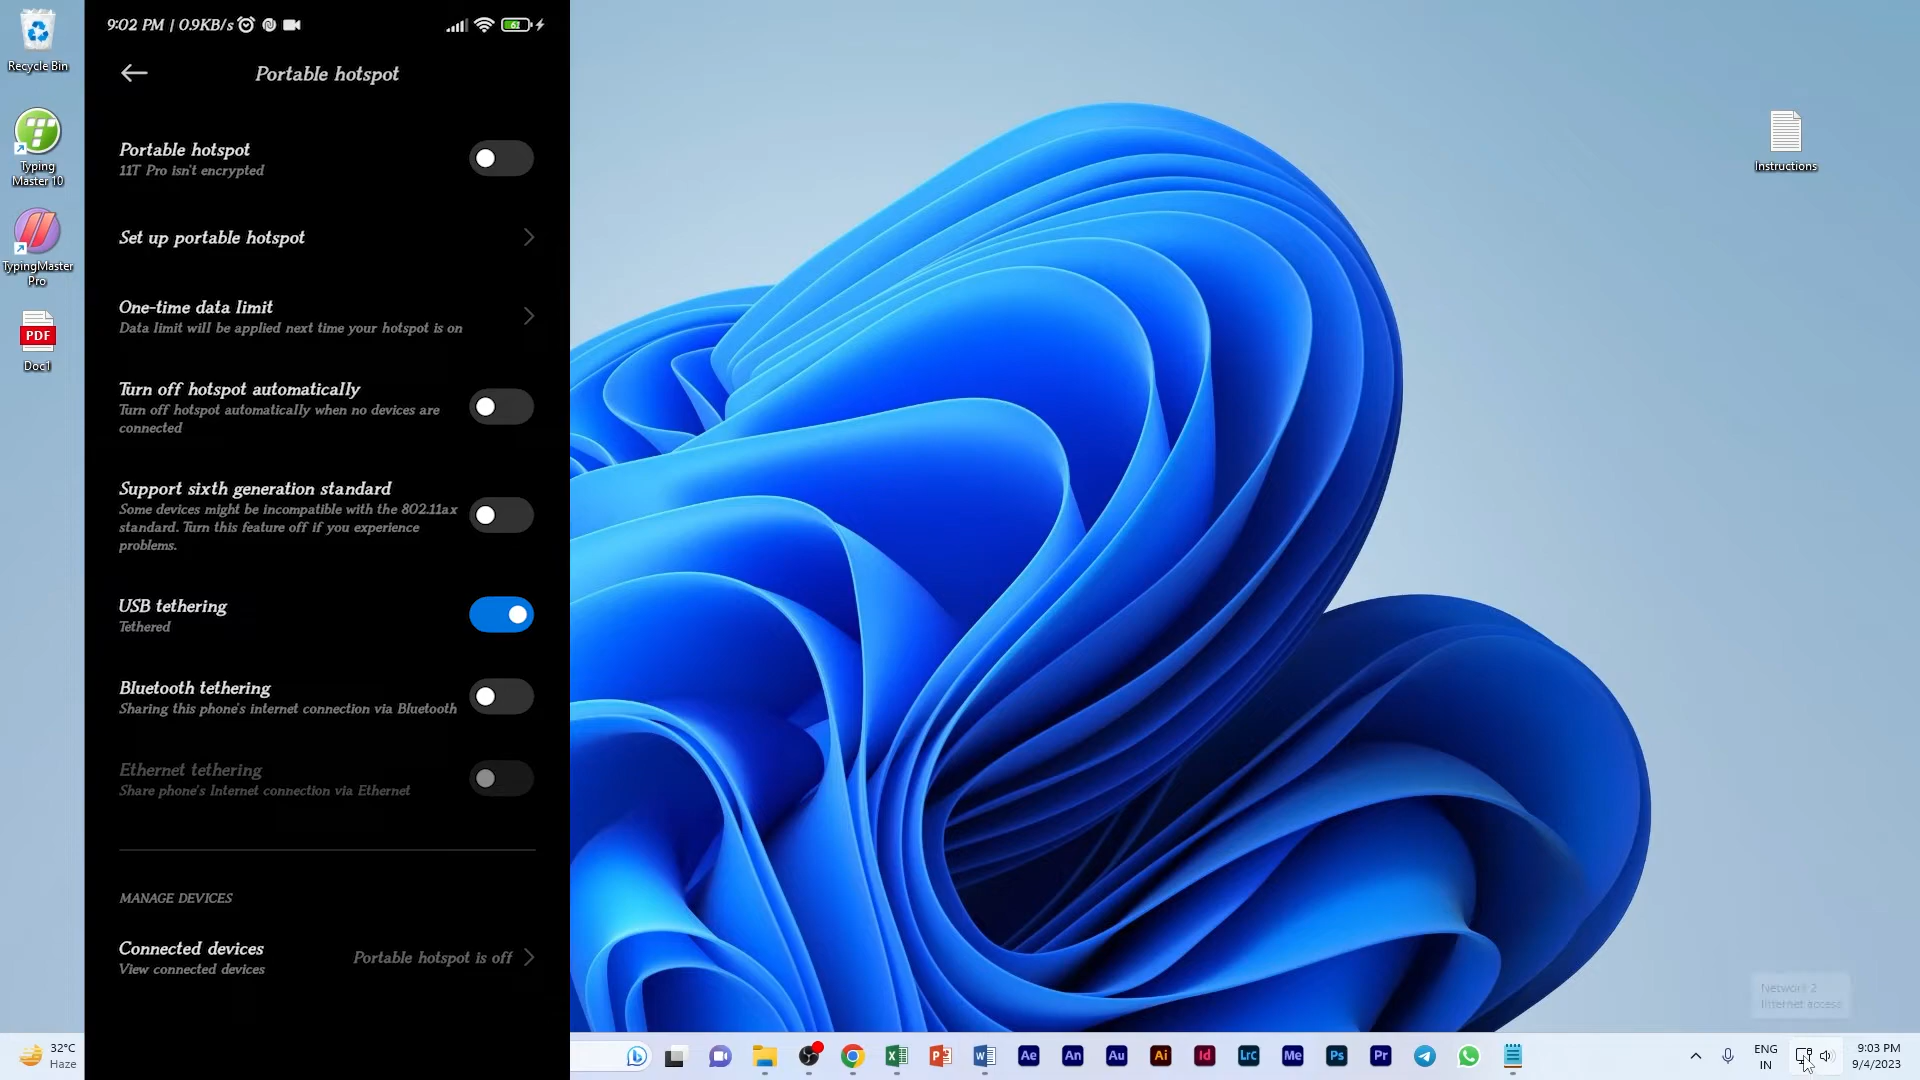 9:02 PM | 0.9KB/s
61
Portable hotspot
Portable hotspot
11T Pro isn't encrypted
Set up portable hotspot
One-time data limit
Data limit will be applied next time your hotspot is on
Turn off hotspot automatically
Turn off hotspot automatically when no devices are
connected
Support sixth generation standard
Some devices might be incompatible with the 802.11ax
standard. Turn this feature off if you experience
problems.
USB tethering
Tethered
Bluetooth tethering
Sharing this phone's internet connection via Bluetooth
Ethernet tethering
Share phone's Internet connection via Ethernet
MANAGE DEVICES
Connected devices
View connected devices
Portable hotspot is off
Recycle Bin
Typing
Master 10
TypingMaster
Pro
PDF
Doc1
Instructions
Network 2
Internet access
32°C
Haze
Ae
An
Au
Ai
Id
LrC
Me
Ps
Pr
ENG
IN
9:03 PM
9/4/2023